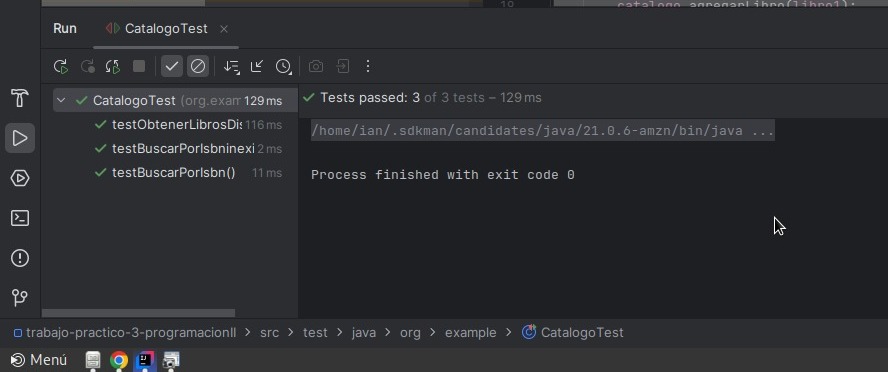 19 catalogo.agregarLibro(libro1);
Run CatalogoTest
CatalogoTest (org.exam 129 ms
Tests passed: 3 of 3 tests – 129 ms
testObtenerLibrosDis 116 ms
/home/ian/.sdkman/candidates/java/21.0.6-amzn/bin/java ...
testBuscarPorIsbninexi 2 ms
testBuscarPorIsbn() 11 ms
Process finished with exit code 0
trabajo-practico-3-programacionII > src > test > java > org > example > CatalogoTest
Menú